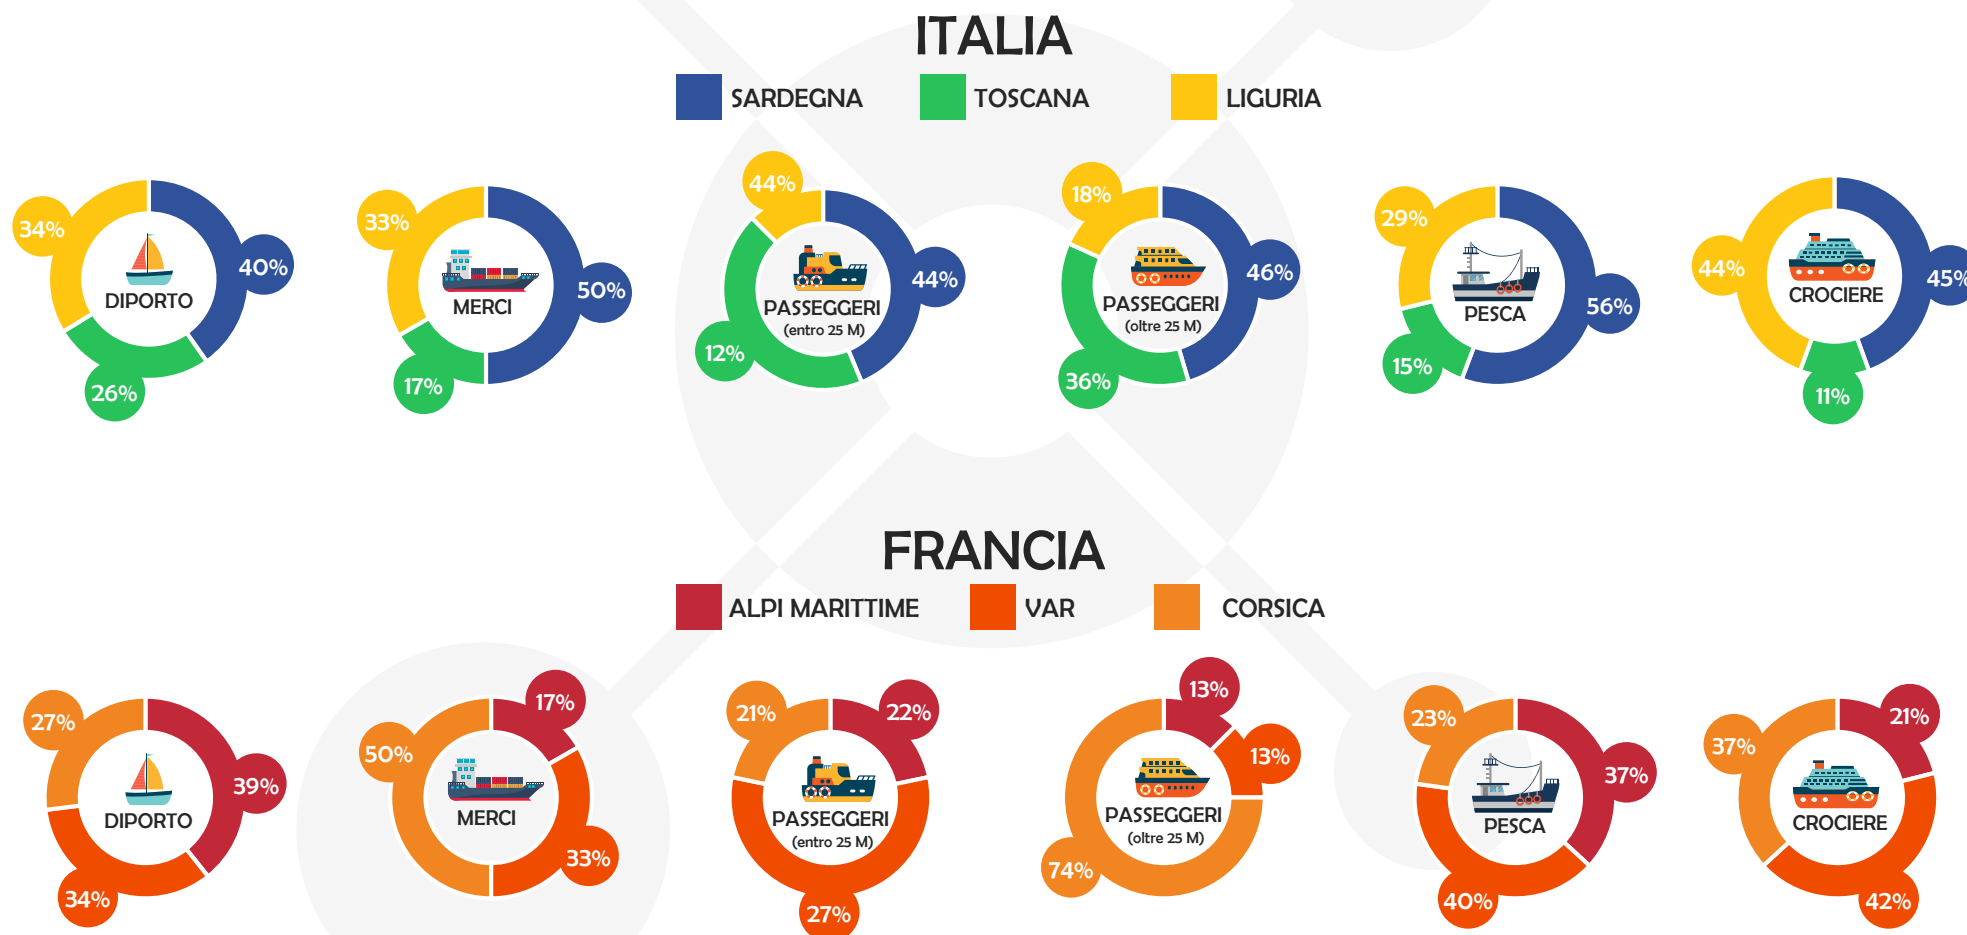 ITALIA
SARDEGNA TOSCANA LIGURIA
34%
40%
DIPORTO
26%
33%
50%
MERCI
17%
44%
44%
PASSEGGERI
(entro 25 M)
12%
18%
46%
PASSEGGERI
(oltre 25 M)
36%
29%
56%
PESCA
15%
44%
45%
CROCIERE
11%
FRANCIA
ALPI MARITTIME VAR CORSICA
27%
39%
DIPORTO
34%
17%
50%
MERCI
33%
21%
22%
PASSEGGERI
(entro 25 M)
27%
13%
13%
PASSEGGERI
(oltre 25 M)
74%
23%
37%
PESCA
40%
21%
37%
CROCIERE
42%